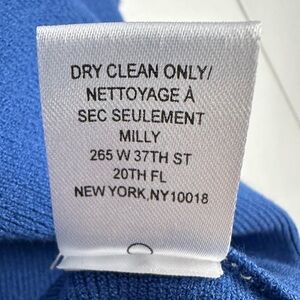 DRY CLEAN ONLY/
NETTOYAGE À
SEC SEULEMENT
MILLY
265 W 37TH ST
20TH FL
NEW YORK,NY10018